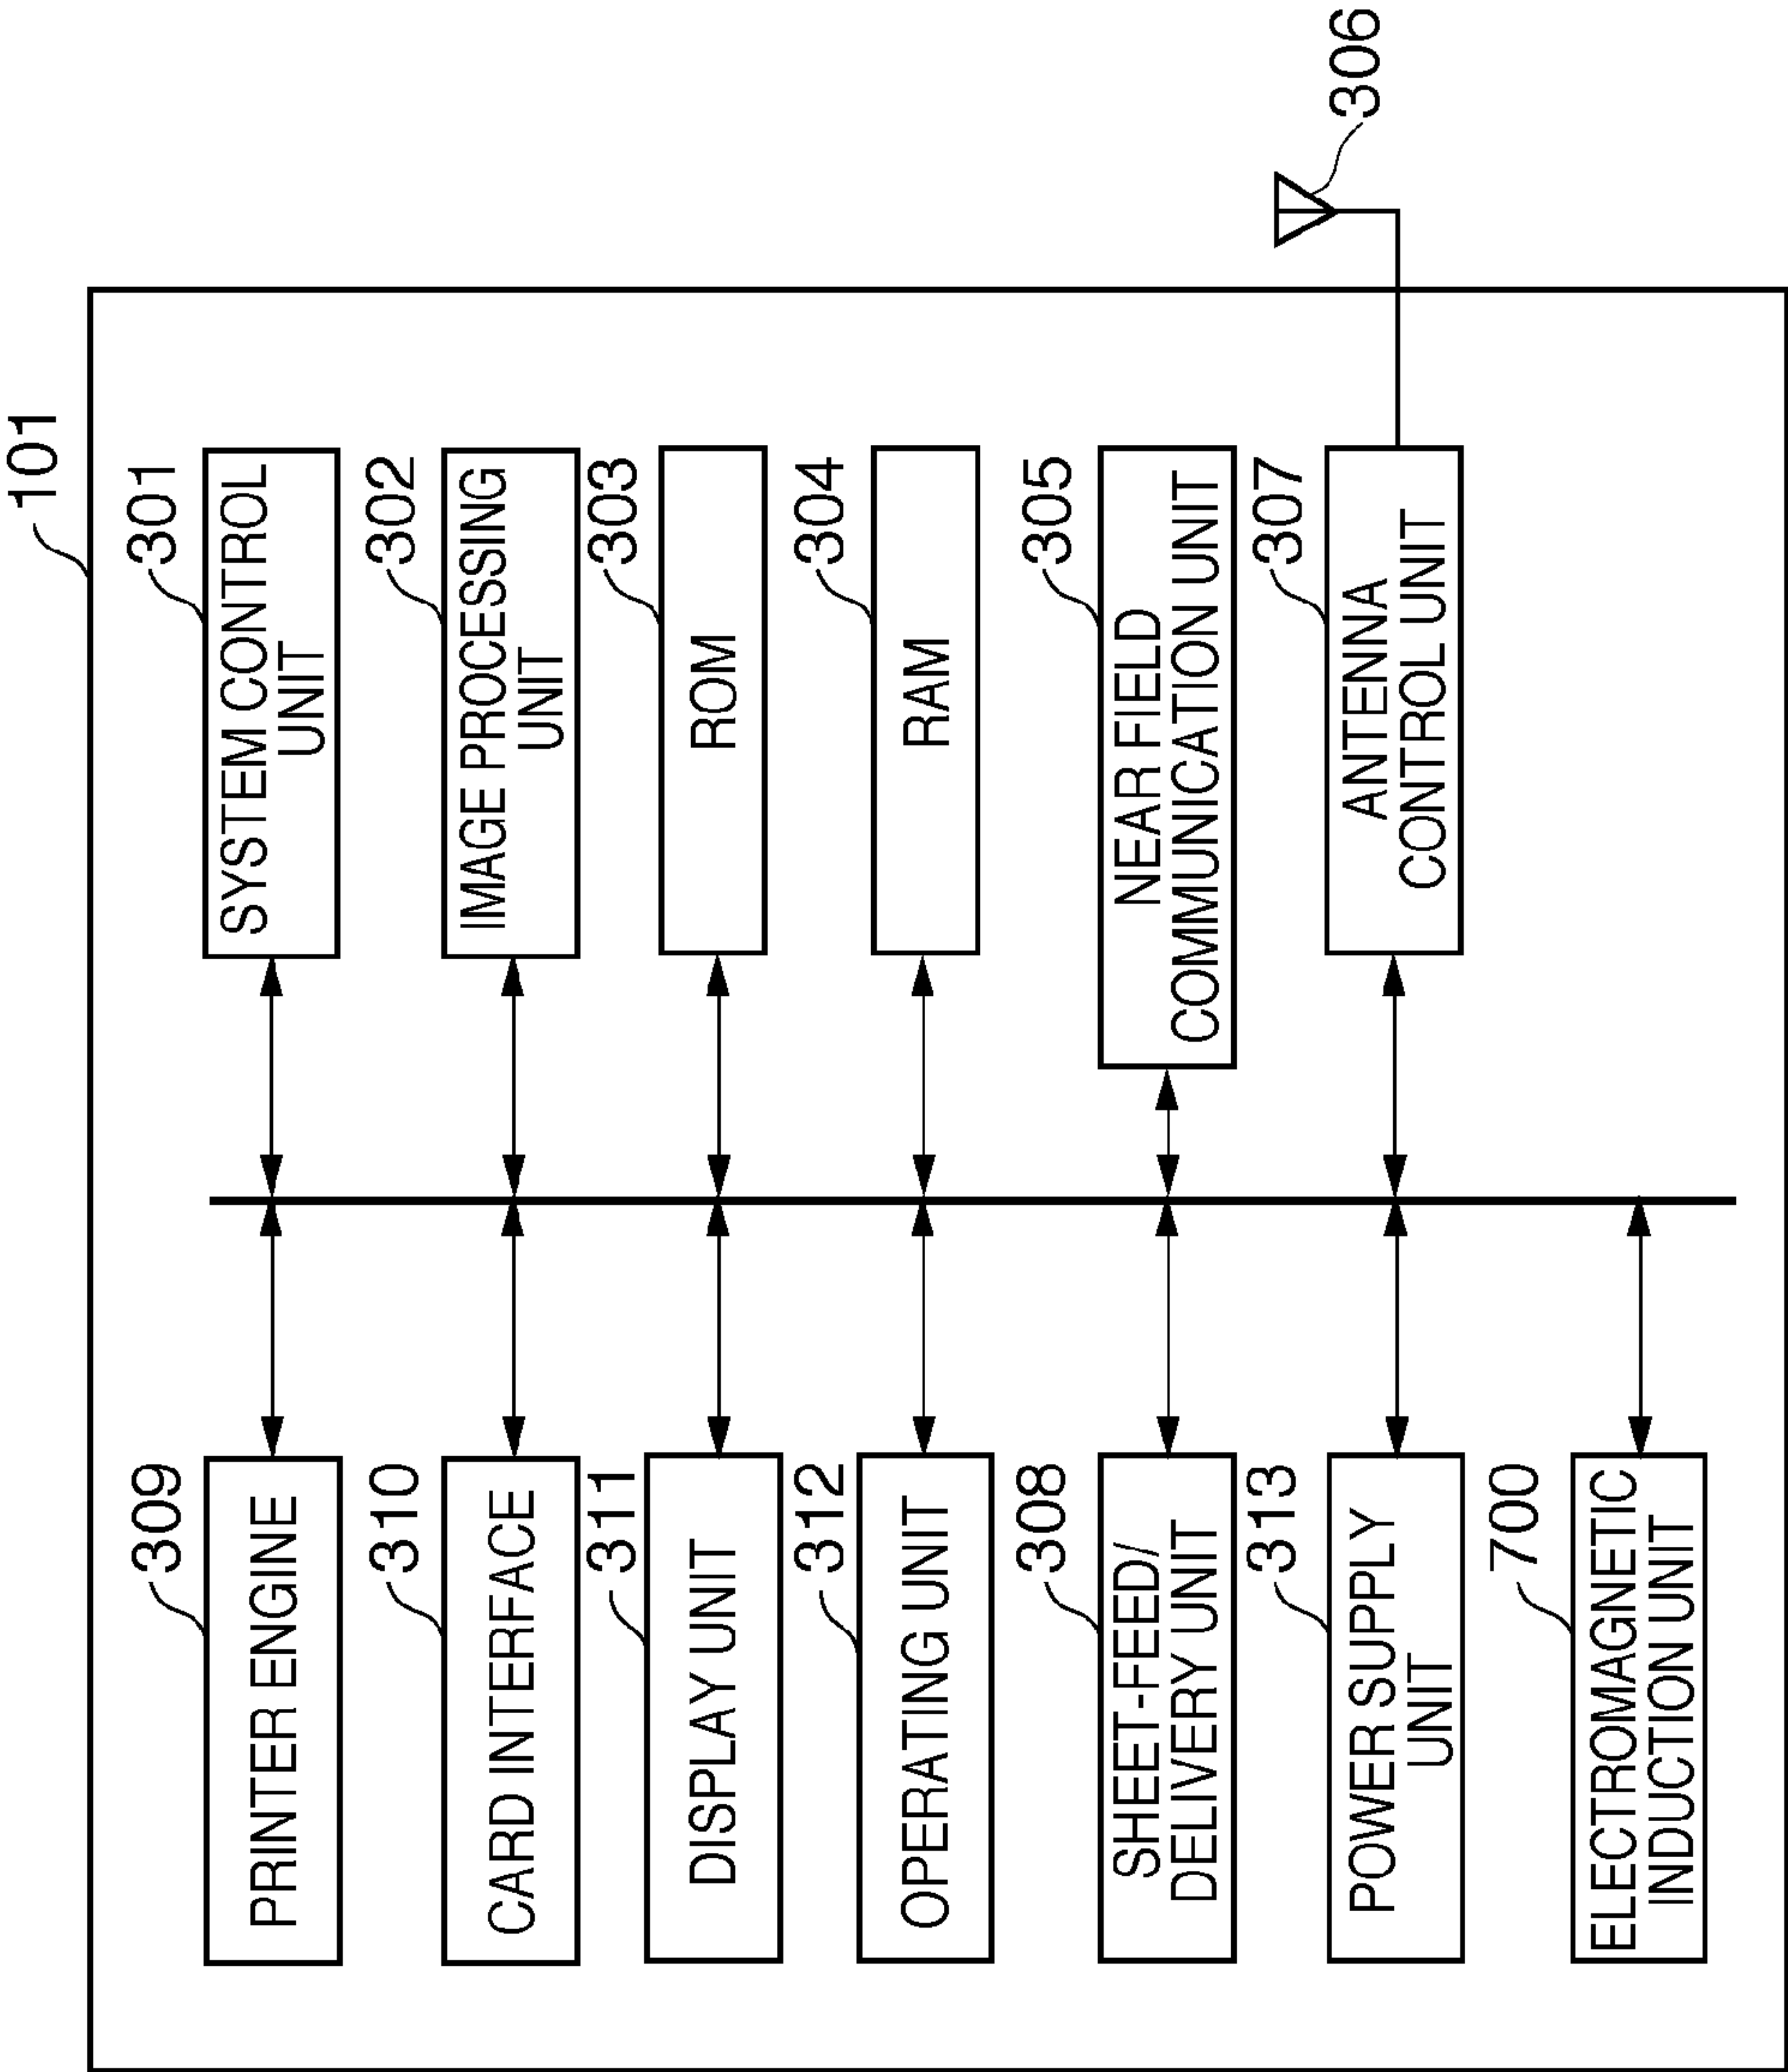 101
309
PRINTER ENGINE
301
SYSTEM CONTROL
UNIT
310
CARD INTERFACE
302
IMAGE PROCESSING
UNIT
311
DISPLAY UNIT
303
ROM
312
OPERATING UNIT
304
RAM
308
SHEET-FEED/
DELIVERY UNIT
305
NEAR FIELD
COMMUNICATION UNIT
313
POWER SUPPLY
UNIT
307
ANTENNA
CONTROL UNIT
306
700
ELECTROMAGNETIC
INDUCTION UNIT